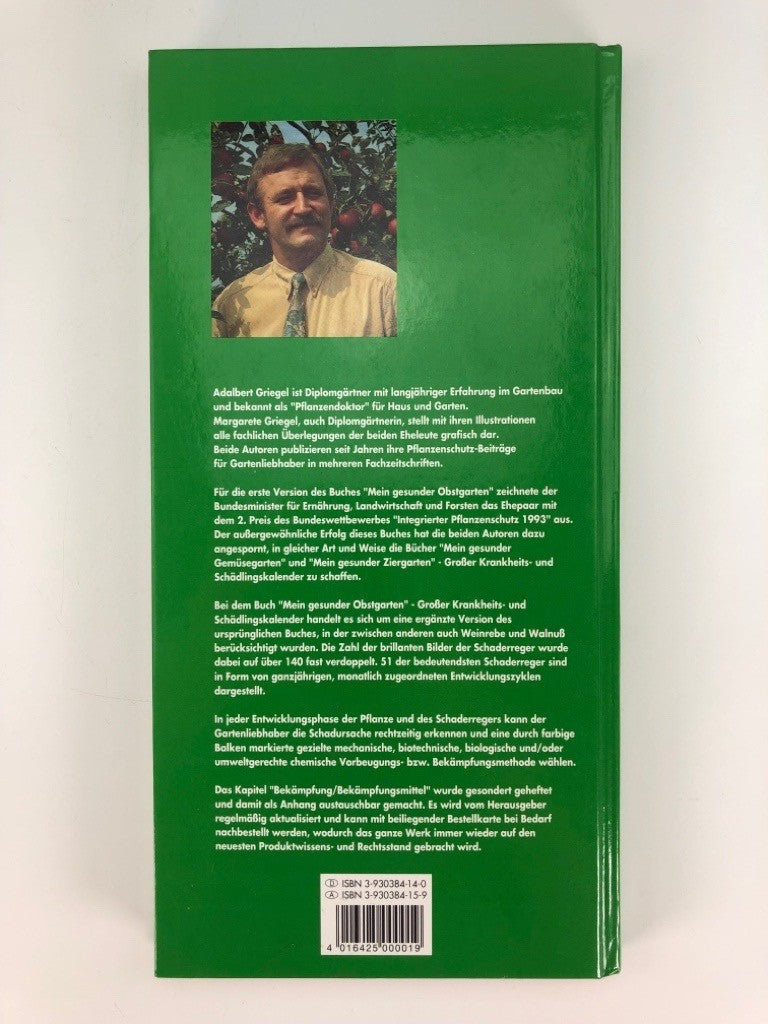 Adalbert Griegel ist Diplomgärtner mit langjähriger Erfahrung im Gartenbau
und bekannt als "Pflanzendoktor" für Haus und Garten.
Margarete Griegel, auch Diplomgärtnerin, stellt mit ihren Illustrationen
alle fachlichen Überlegungen der beiden Eheleute grafisch dar.
Beide Autoren publizieren seit Jahren ihre Pflanzenschutz-Beiträge
für Gartenliebhaber in mehreren Fachzeitschriften.
Für die erste Version des Buches "Mein gesunder Obstgarten" zeichnete der
Bundesminister für Ernährung, Landwirtschaft und Forsten das Ehepaar mit
dem 2. Preis des Bundeswettbewerbes "Integrierter Pflanzenschutz 1993" aus.
Der außergewöhnliche Erfolg dieses Buches hat die beiden Autoren dazu
angespornt, in gleicher Art und Weise die Bücher "Mein gesunder
Gemüsegarten" und "Mein gesunder Ziergarten" - Großer Krankheits- und
Schädlingskalender zu schaffen.
Bei dem Buch "Mein gesunder Obstgarten" - Großer Krankheits- und
Schädlingskalender handelt es sich um eine ergänzte Version des
ursprünglichen Buches, in der zwischen anderen auch Weinrebe und Walnuß
berücksichtigt wurden. Die Zahl der brillanten Bilder der Schaderreger wurde
dabei auf über 140 fast verdoppelt. 51 der bedeutendsten Schaderreger sind
in Form von ganzjährigen, monatlich zugeordneten Entwicklungszyklen
dargestellt.
In jeder Entwicklungsphase der Pflanze und des Schaderregers kann der
Gartenliebhaber die Schadursache rechtzeitig erkennen und eine durch farbige
Balken markierte gezielte mechanische, biotechnische, biologische und/oder
umweltgerechte chemische Vorbeugungs- bzw. Bekämpfungsmethode wählen.
Das Kapitel "Bekämpfung/Bekämpfungsmittel" wurde gesondert geheftet
und damit als Anhang austauschbar gemacht. Es wird vom Herausgeber
regelmäßig aktualisiert und kann mit beiliegender Bestellkarte bei Bedarf
nachbestellt werden, wodurch das ganze Werk immer wieder auf den
neuesten Produktwissens- und Rechtsstand gebracht wird.
D ISBN 3-930384-14-0
A ISBN 3-930384-15-9
4 016425 000019